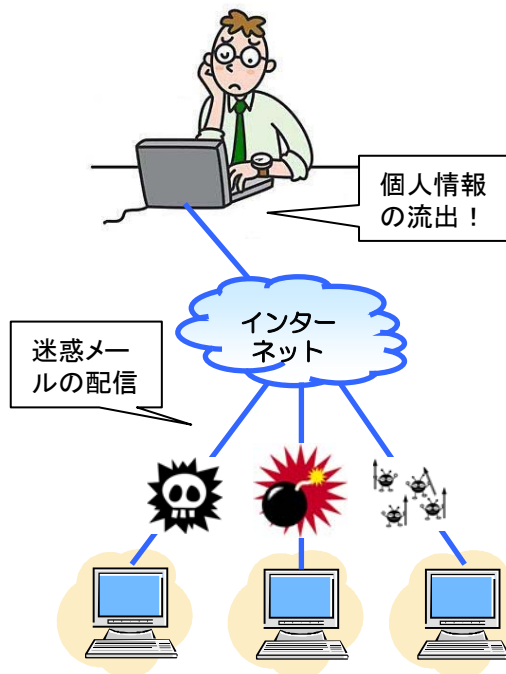 個人情報
の流出！
インター
ネット
迷惑メー
ルの配信